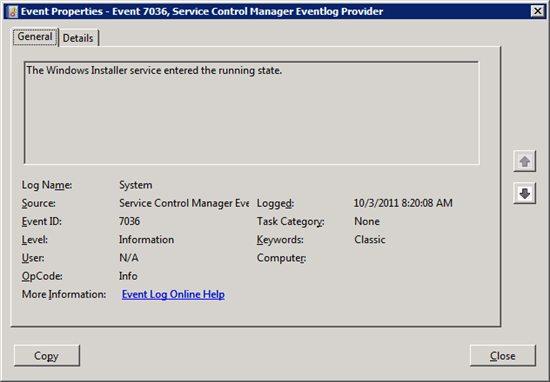 Event Properties - Event 7036, Service Control Manager Eventlog Provider
General Details
The Windows Installer service entered the running state.
Log Name: System
Source: Service Control Manager Eve Logged: 10/3/2011 8:20:08 AM
Event ID: 7036 Task Category: None
Level: Information Keywords: Classic
User: N/A Computer:
OpCode: Info
More Information: Event Log Online Help
Copy Close